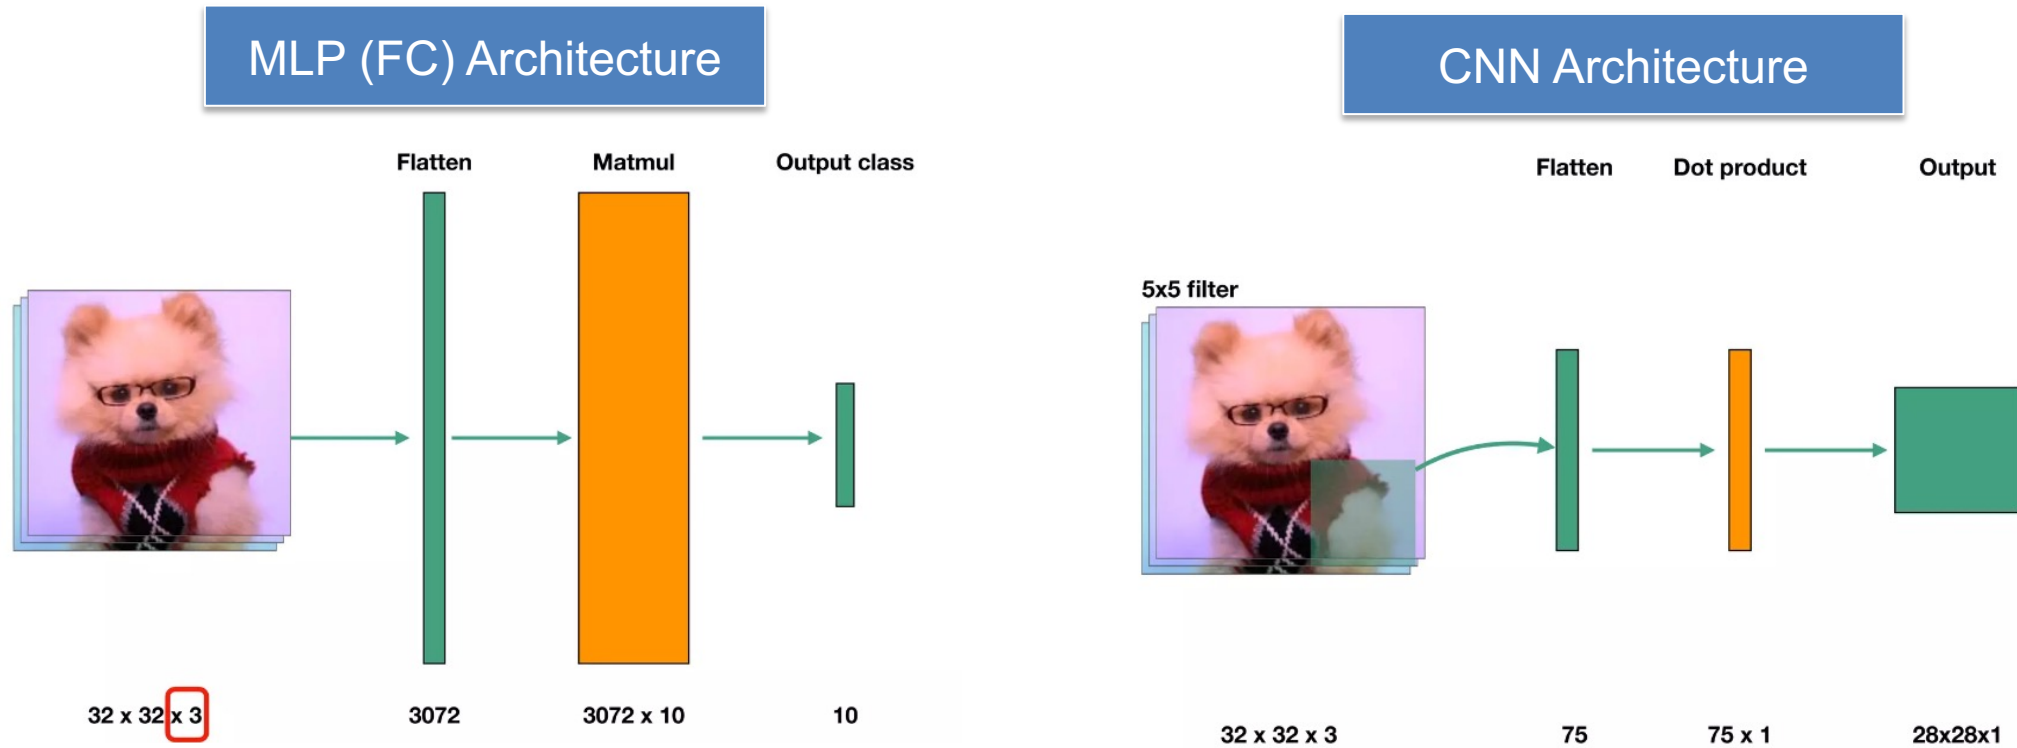 MLP (FC) Architecture
Flatten
Matmul
Output class
32 x 32 x 3
3072
3072 x 10
10
CNN Architecture
Flatten
Dot product
Output
5x5 filter
32 x 32 x 3
75
75 x 1
28x28x1